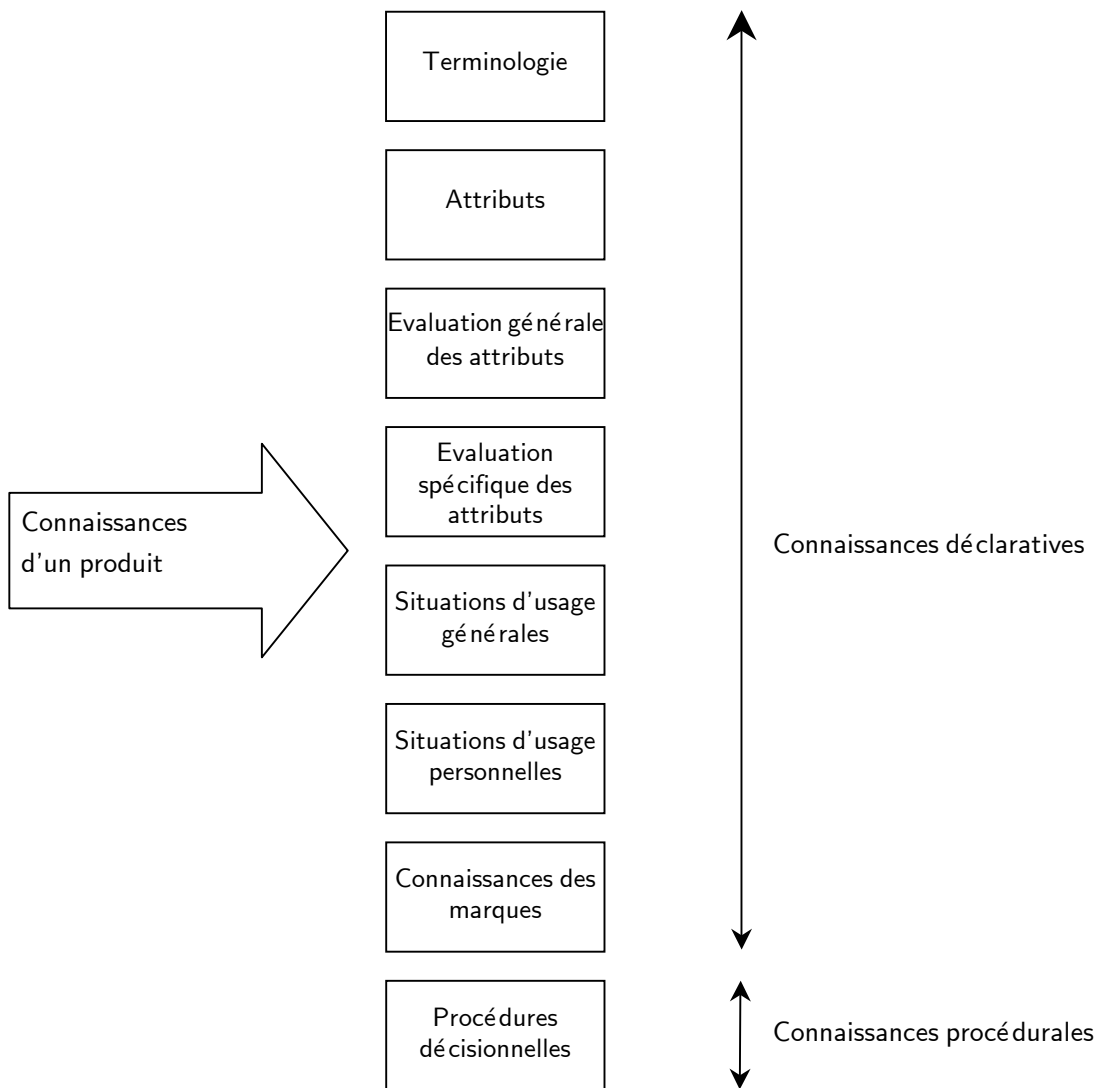 Terminologie
Attributs
Evaluation générale
des attributs
Evaluation
spécifique des
attributs
Connaissances
d'un produit
Connaissances déclaratives
Situations d'usage
générales
Situations d'usage
personnelles
Connaissances des
marques
Procédures
décisionnelles
Connaissances procédurales